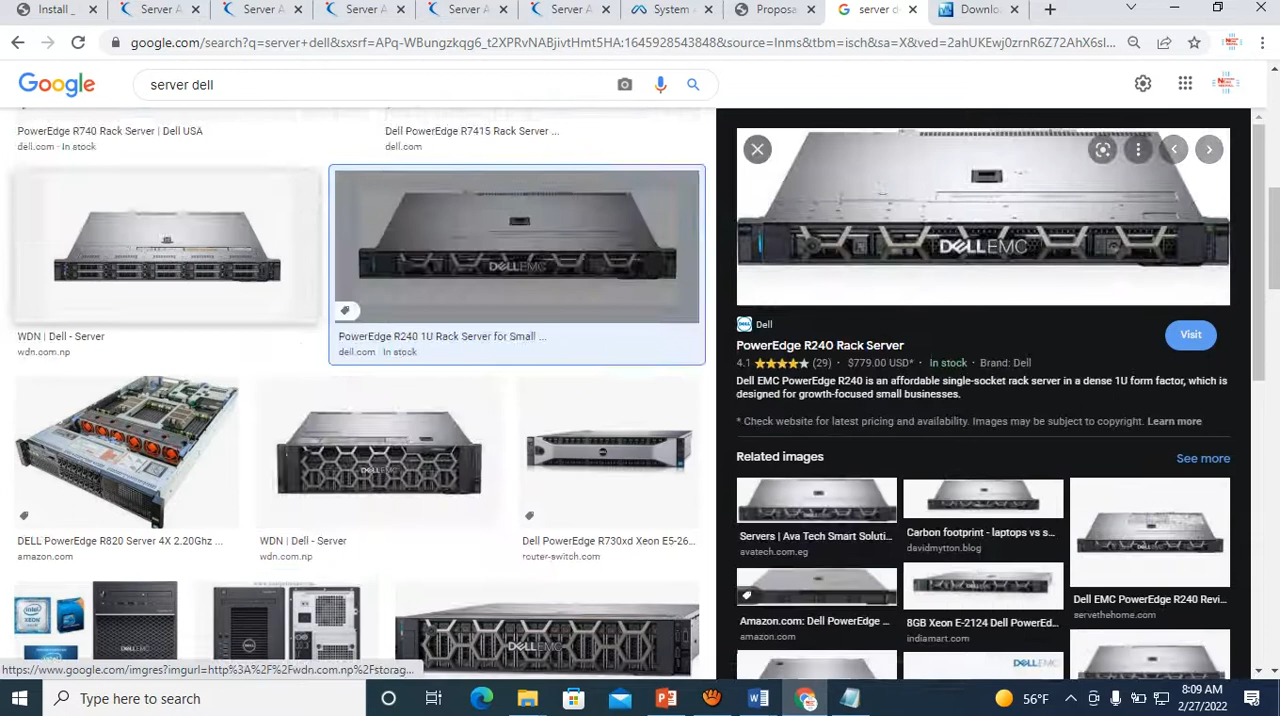 Install_
Server A
Server A
Server A
Server A
Server A
System
Proposa
server d
Downlo
google.com/search?q=server+dell&sxsrf=APq-WBungzkqg6_t2XPRvNABjivtHmt5HA:1645928543848&source=lnms&tbm=isch&sa=X&ved=2ahUKEwj0zrnR6Z72AhX6sl...
Google
server dell
PowerEdge R740 Rack Server | Dell USA
dell.com · In stock
Dell PowerEdge R7415 Rack Server ...
dell.com
DELLEMC
WDN | Dell - Server
wdn.com.np
PowerEdge R240 1U Rack Server for Small ...
dell.com · In stock
DELL PowerEdge R820 Server 4X 2.20Ghz ...
amazon.com
DELLEMC
WDN | Dell - Server
wdn.com.np
Dell PowerEdge R730xd Xeon E5-26...
router-switch.com
intel
XEON
DELLEMC
https://www.google.com/imgres?imgurl=http%3A%2F%2Fwdn.com.np%2Fstorag...
DELLEMC
DELL
Dell
Visit
PowerEdge R240 Rack Server
4.1 ★★★★★ (29) · $779.00 USD* · In stock · Brand: Dell
Dell EMC PowerEdge R240 is an affordable single-socket rack server in a dense 1U form factor, which is
designed for growth-focused small businesses.
* Check website for latest pricing and availability. Images may be subject to copyright. Learn more
Related images
See more
Servers | Ava Tech Smart Soluti...
avatech.com.eg
Carbon footprint - laptops vs s...
davidmytton.blog
Dell EMC PowerEdge R240 Revi...
servethehome.com
Amazon.com: Dell PowerEdge ...
amazon.com
8GB Xeon E-2124 Dell PowerEd...
indiamart.com
DELLEMC
Type here to search
56°F
8:09 AM
2/27/2022